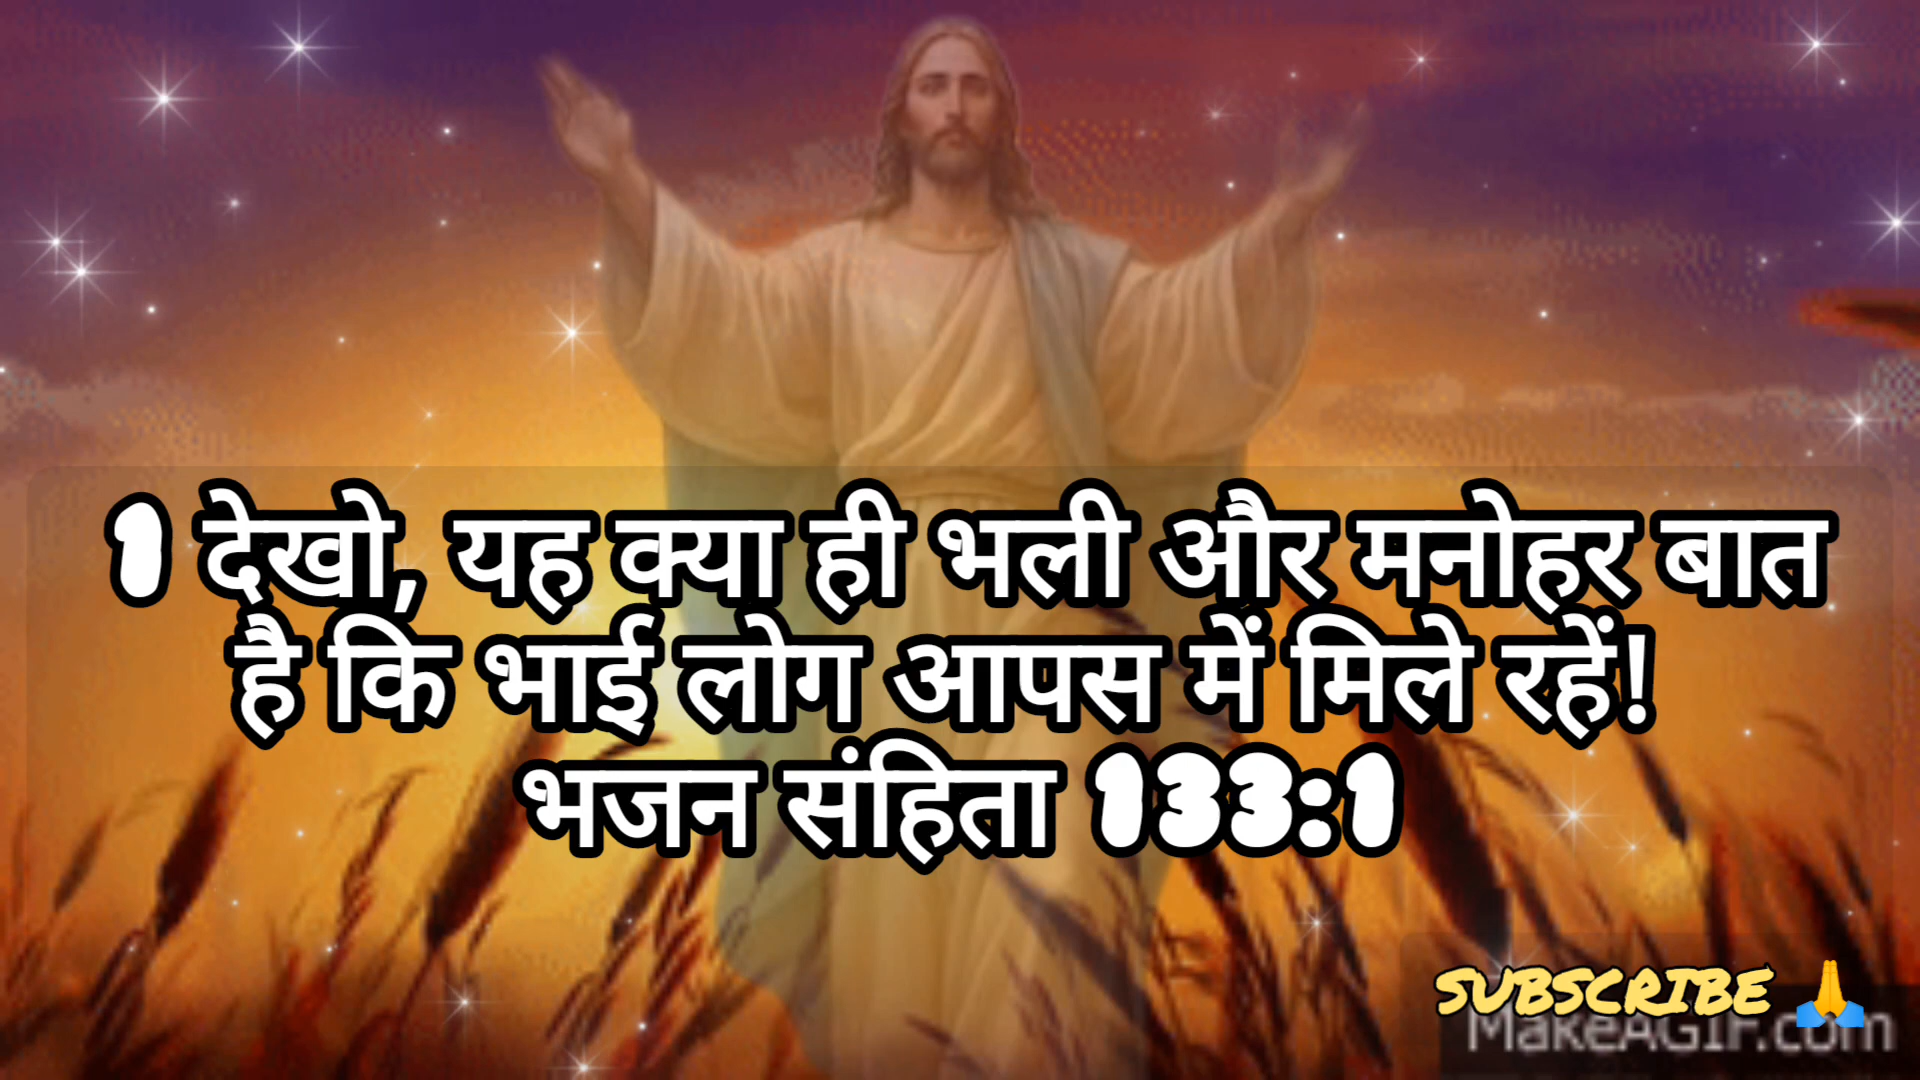 1 देखो, यह क्या ही भली और मनोहर बात
है कि भाई लोग आपस में मिले रहें!
भजन संहिता 133:1
SUBSCRIBE 🙏
MakeAGIF.com